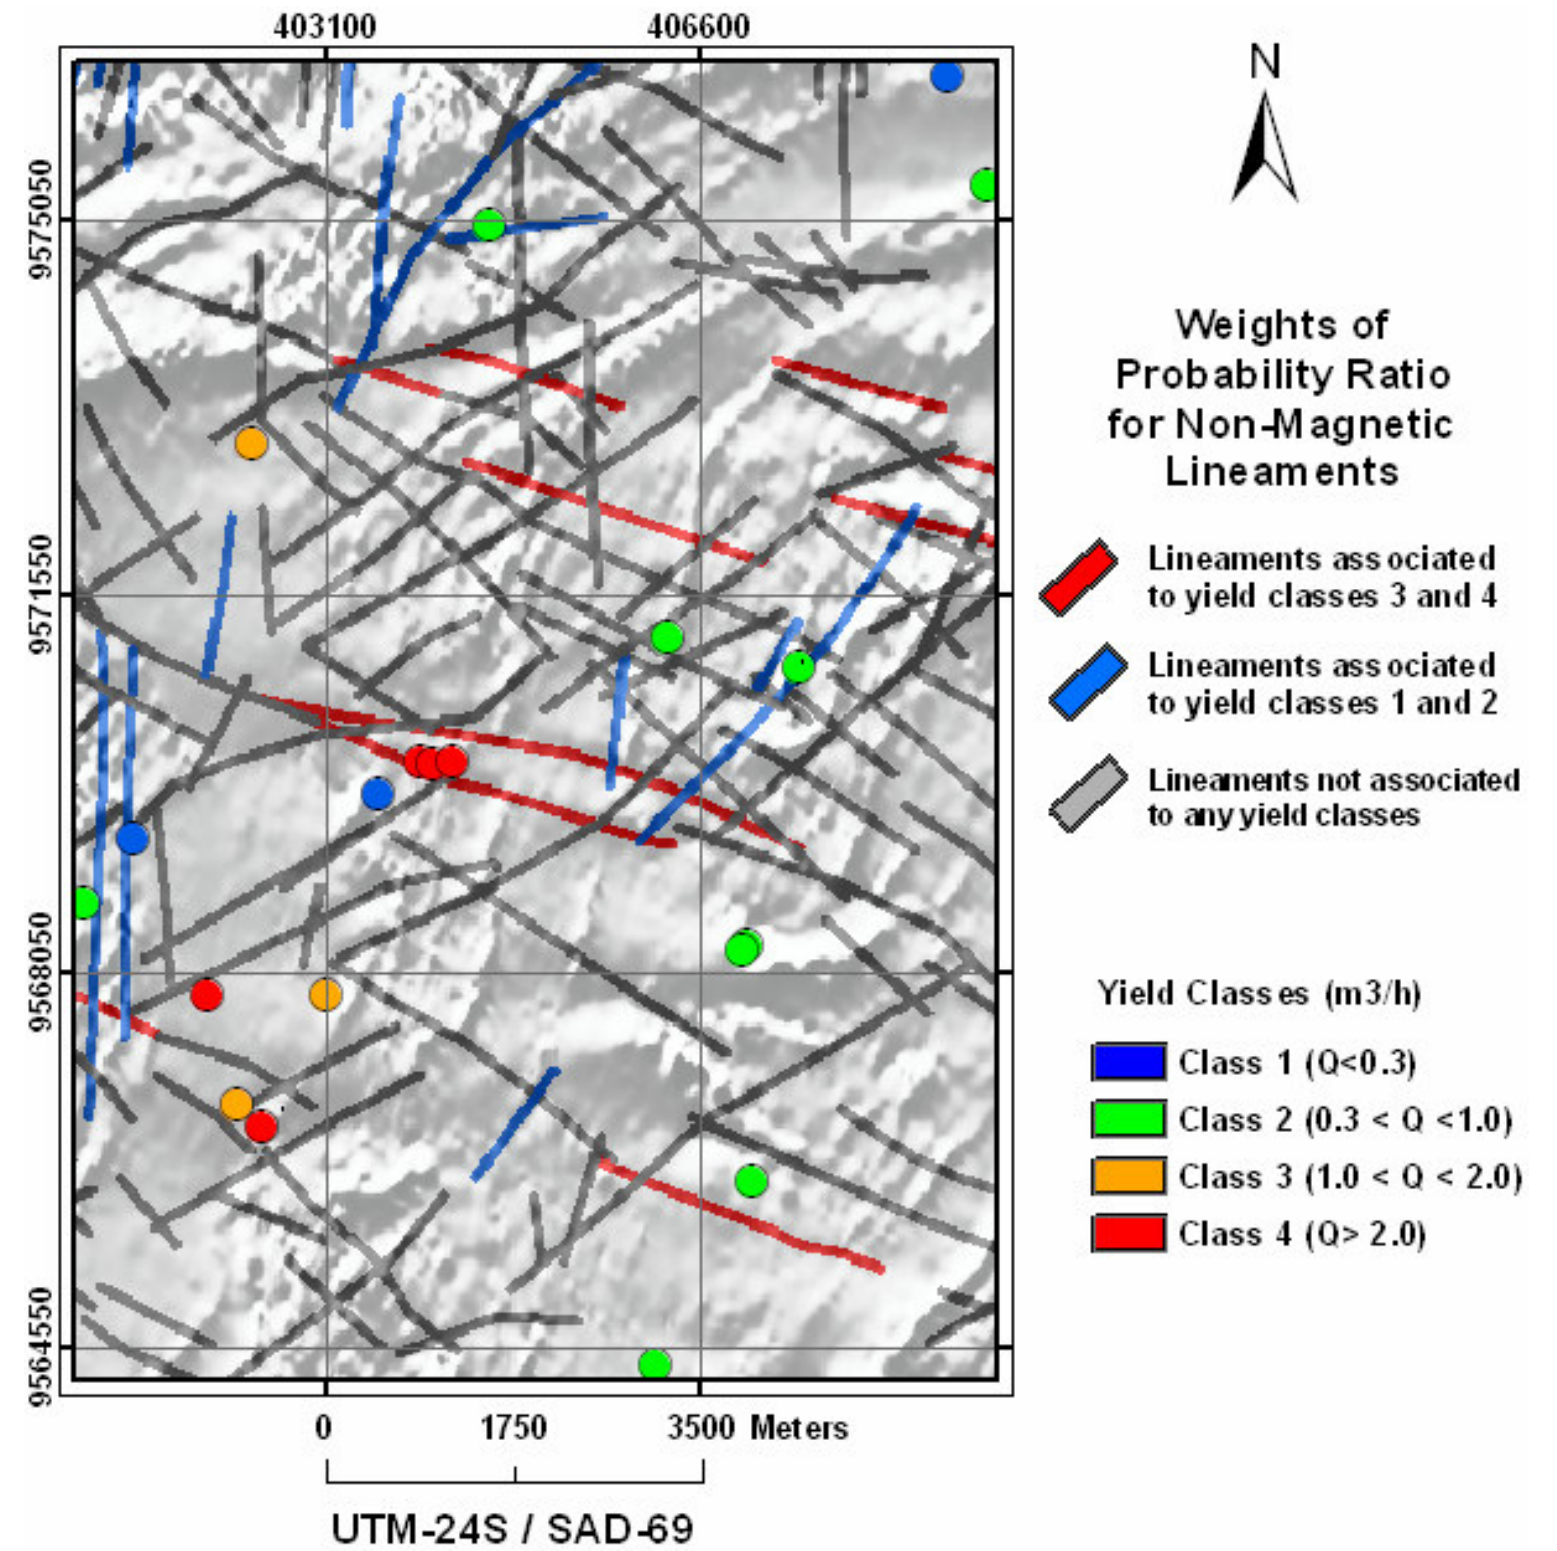 403100
406600
N
9575050
9571550
9568050
9564550
Weights of
Probability Ratio
for Non-Magnetic
Lineaments
Lineaments associated
to yield classes 3 and 4
Lineaments associated
to yield classes 1 and 2
Lineaments not associated
to any yield classes
Yield Classes (m3/h)
Class 1 (Q<0.3)
Class 2 (0.3 < Q <1.0)
Class 3 (1.0 < Q < 2.0)
Class 4 (Q> 2.0)
0 1750 3500 Meters
UTM-24S / SAD-69